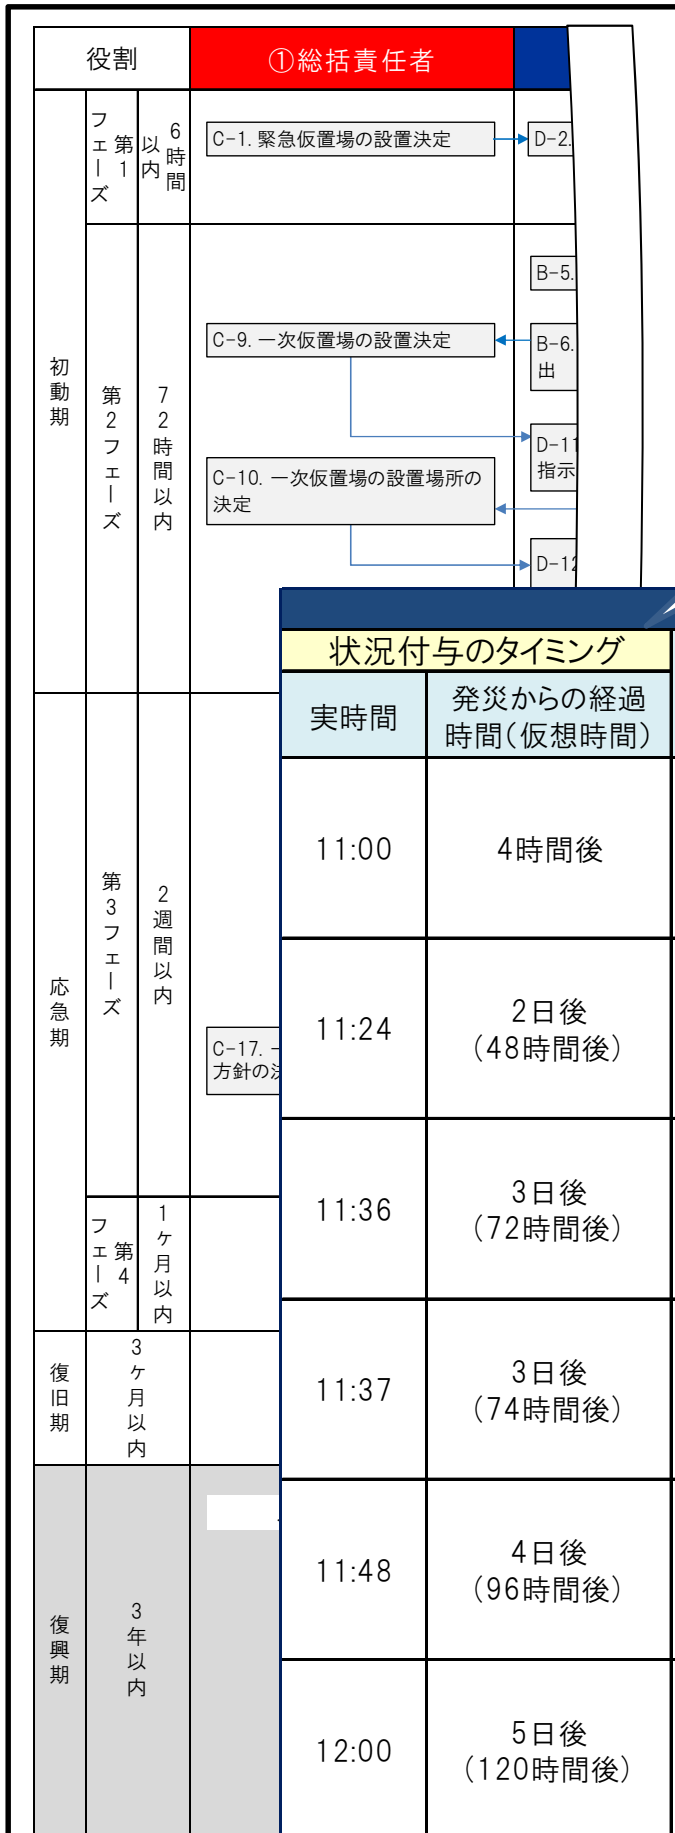 役割
①総括責任者
初動期
第1フェーズ
6時間以内
C-1. 緊急仮置場の設置決定
D-2.
第2フェーズ
72時間以内
B-5.
C-9. 一次仮置場の設置決定
B-6.
出
D-11
指示
C-10. 一次仮置場の設置場所の
決定
D-12
応急期
第3フェーズ
2週間以内
C-17.
方針の決
第4フェーズ
1ヶ月以内
復旧期
3ヶ月以内
復興期
3年以内
状況付与のタイミング
実時間
発災からの経過
時間(仮想時間)
11:00
4時間後
11:24
2日後
(48時間後)
11:36
3日後
(72時間後)
11:37
3日後
(74時間後)
11:48
4日後
(96時間後)
12:00
5日後
(120時間後)